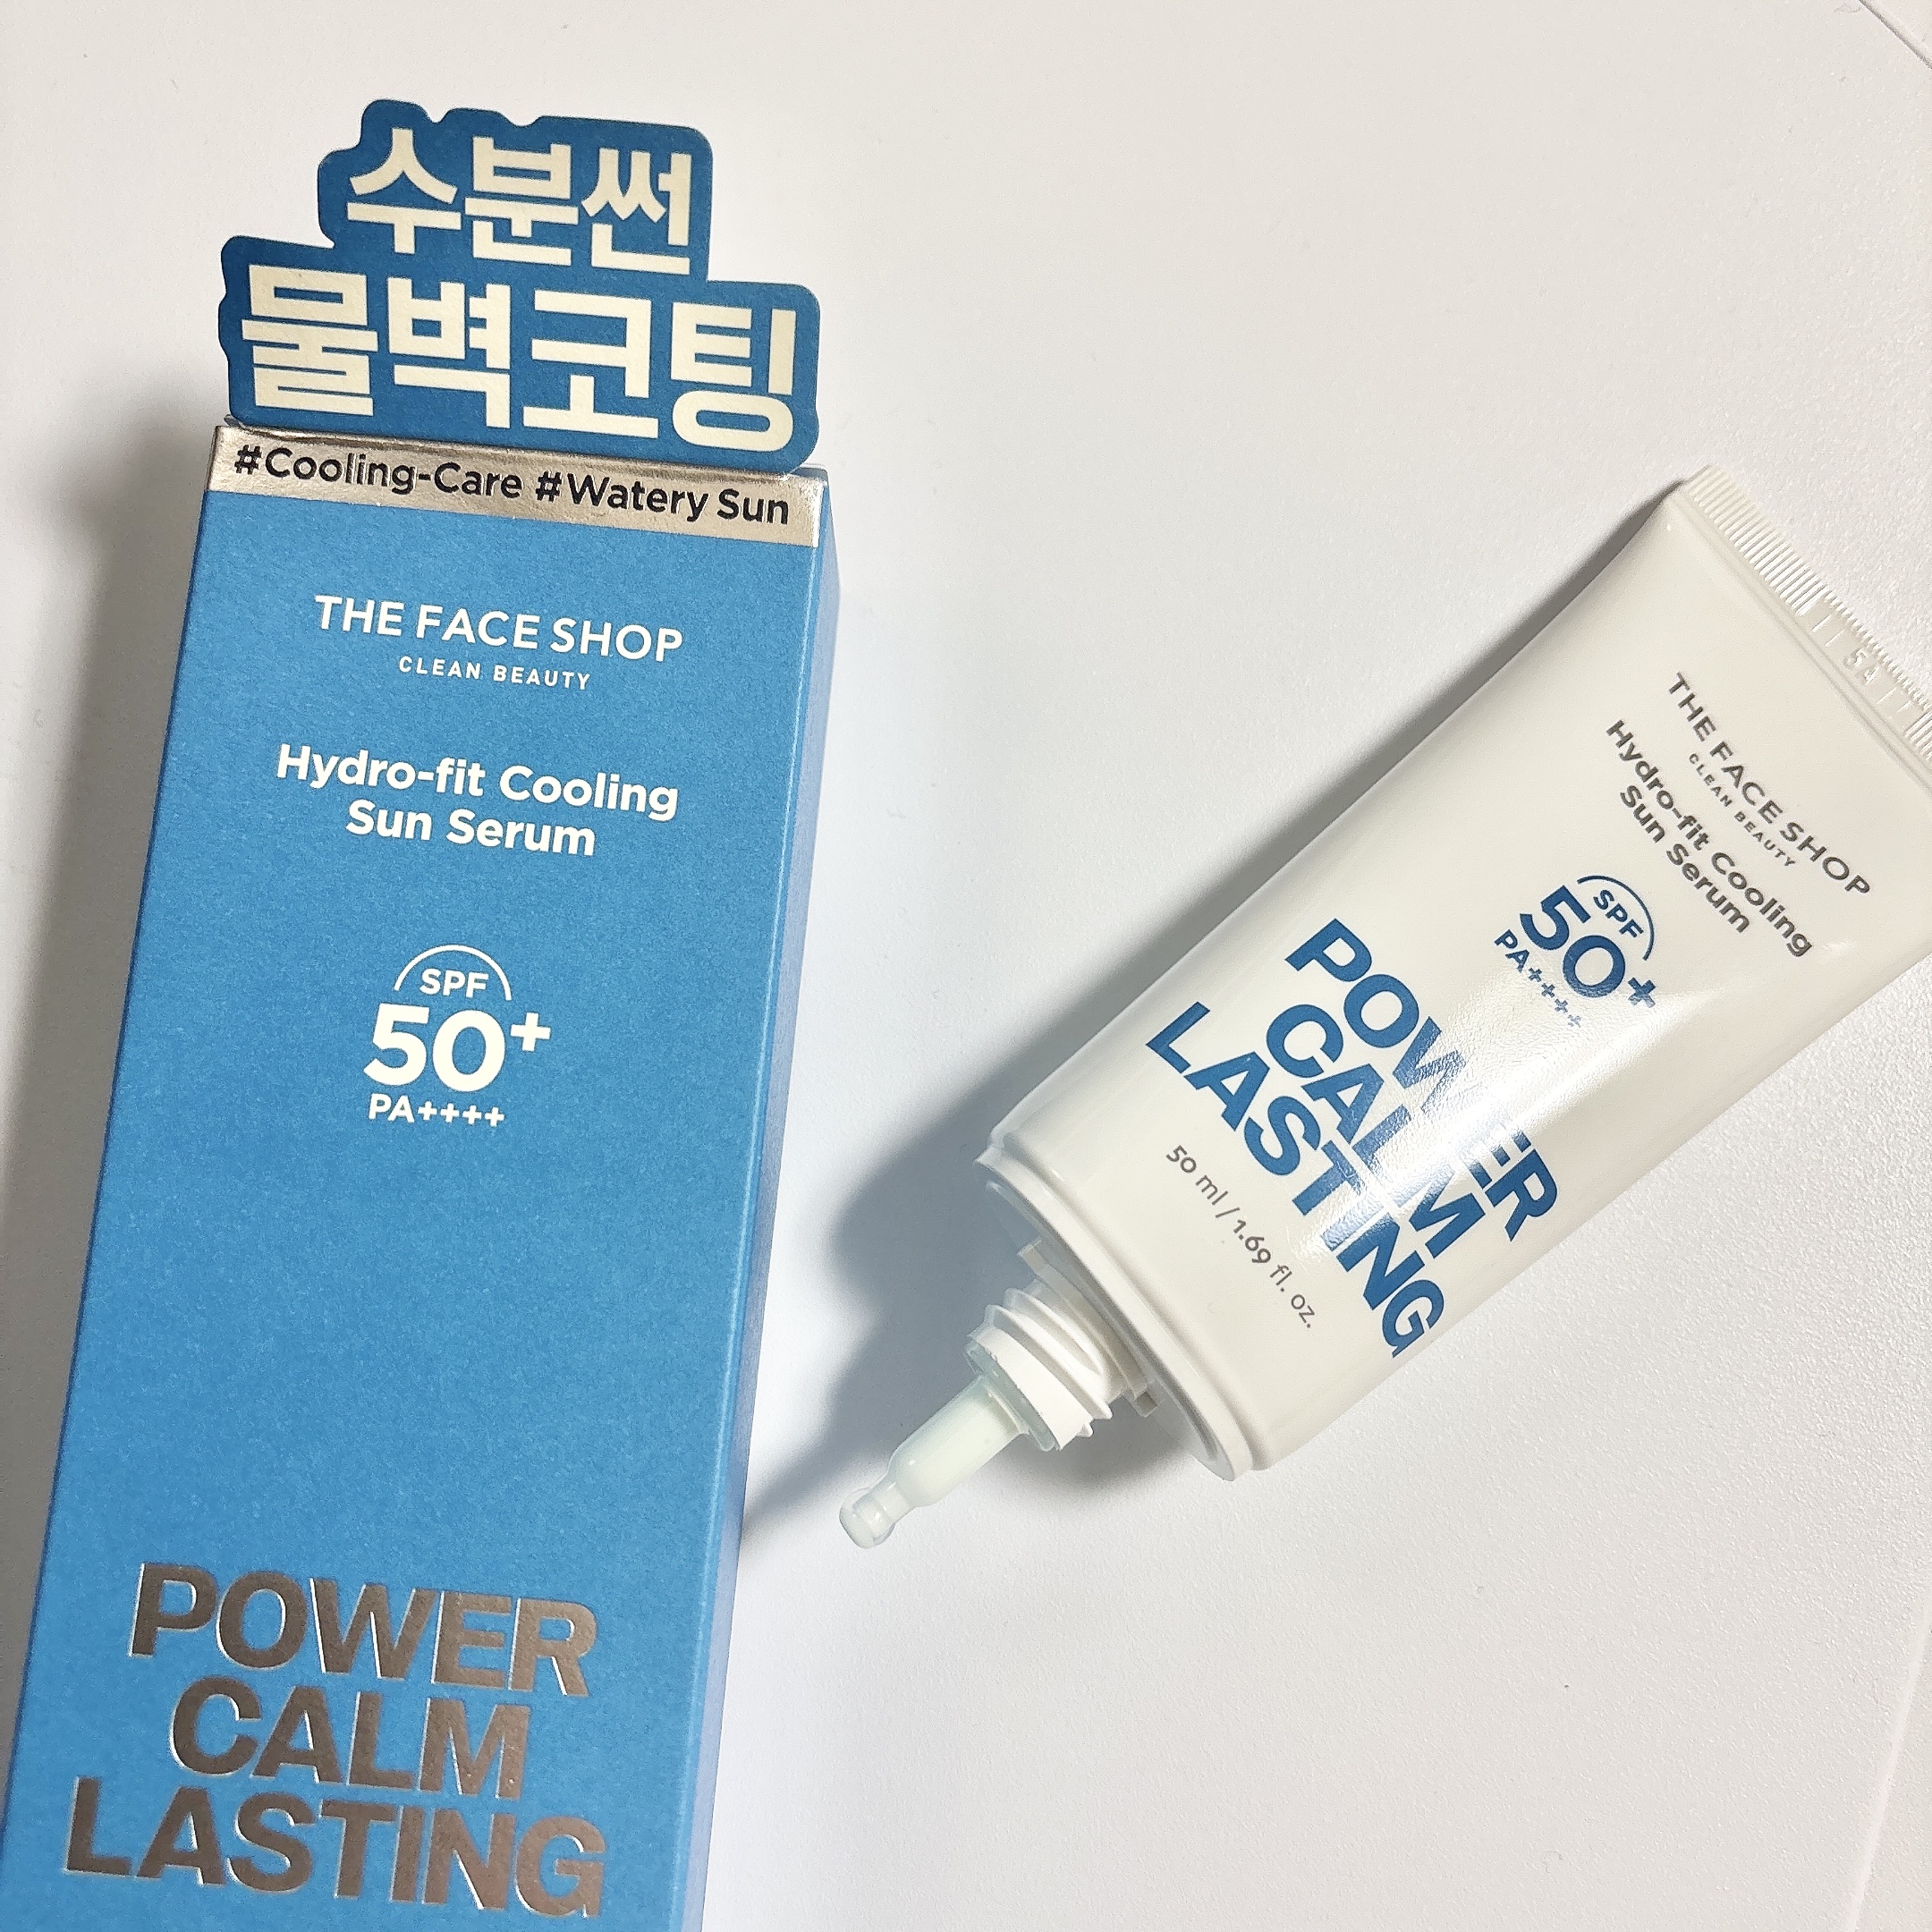 수분썬
물벽코팅
#Cooling-Care #Watery Sun
THE FACE SHOP
CLEAN BEAUTY
Hydro-fit Cooling
Sun Serum
SPF
50+
PA++++
POWER
CALM
LASTING
THE FACE SHOP
CLEAN BEAUTY
Hydro-fit Cooling
Sun Serum
SPF
50+
PA++++
POWER
CALM
LASTING
50 ml / 1.69 fl. oz.